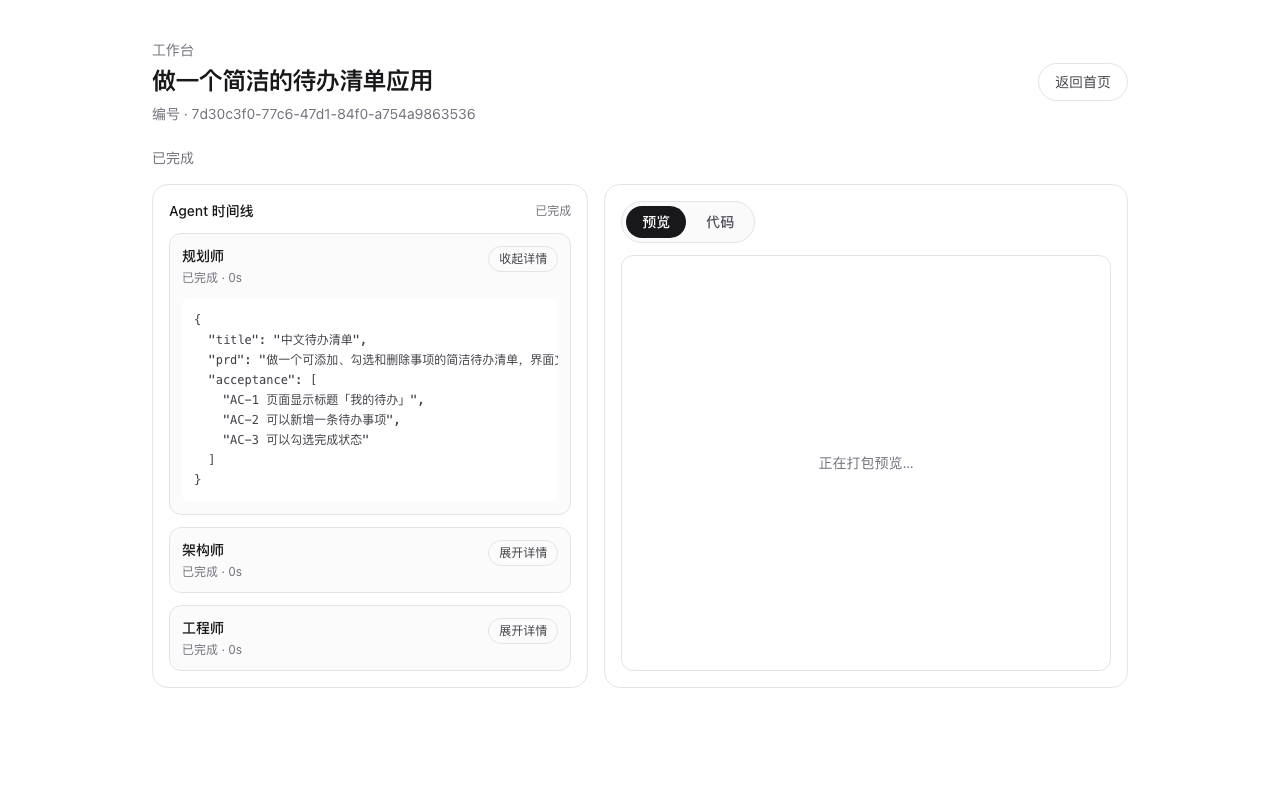 工作台
做一个简洁的待办清单应用
返回首页
编号 · 7d30c3f0-77c6-47d1-84f0-a754a9863536
已完成
Agent 时间线
已完成
规划师
收起详情
已完成 · 0s
{
"title": "中文待办清单",
"prd": "做一个可添加、勾选和删除事项的简洁待办清单，界面
"acceptance": [
"AC-1 页面显示标题「我的待办」",
"AC-2 可以新增一条待办事项",
"AC-3 可以勾选完成状态"
]
}
架构师
展开详情
已完成 · 0s
工程师
展开详情
已完成 · 0s
预览
代码
正在打包预览...